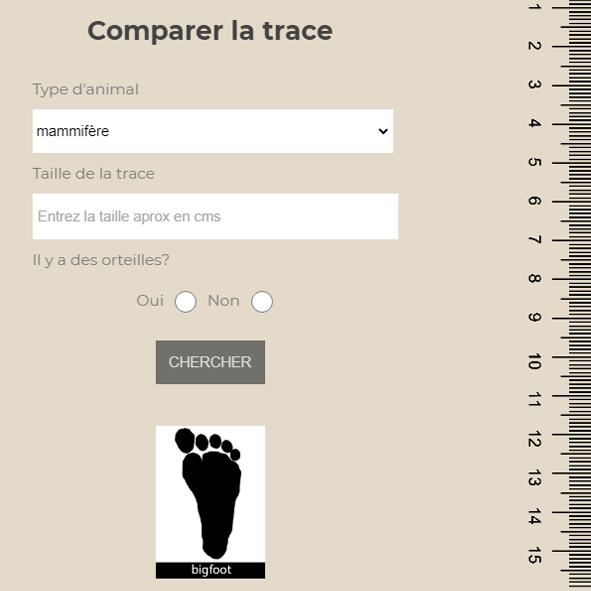 Comparer la trace
Type d'animal
mammifère
Taille de la trace
Entrez la taille aprox en cms
Il y a des orteilles?
Oui Non
CHERCHER
bigfoot
1
2
3
4
5
6
7
8
9
10
11
12
13
14
15